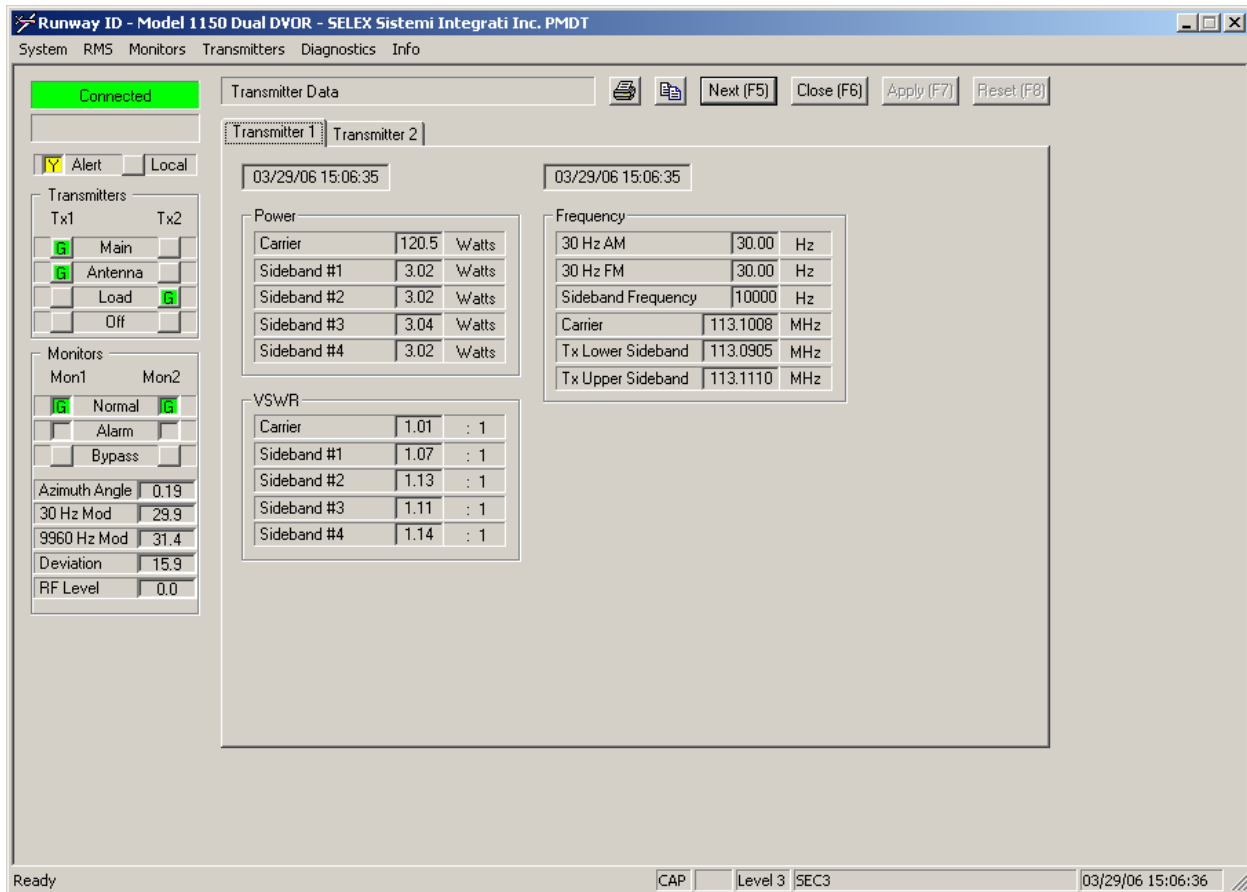 Runway ID - Model 1150 Dual DVOR - SELEX Sistemi Integrati Inc. PMDT
System RMS Monitors Transmitters Diagnostics Info
Connected
Transmitter Data
Next (F5)
Close (F6)
Apply (F7)
Reset (F8)
Y Alert Local
Transmitters
Tx1 Tx2
G Main
G Antenna
Load G
Off
Monitors
Mon1 Mon2
G Normal G
Alarm
Bypass
Azimuth Angle 0.19
30 Hz Mod 29.9
9960 Hz Mod 31.4
Deviation 15.9
RF Level 0.0
Transmitter 1 Transmitter 2
03/29/06 15:06:35
Power
Carrier 120.5 Watts
Sideband #1 3.02 Watts
Sideband #2 3.02 Watts
Sideband #3 3.04 Watts
Sideband #4 3.02 Watts
VSWR
Carrier 1.01 : 1
Sideband #1 1.07 : 1
Sideband #2 1.13 : 1
Sideband #3 1.11 : 1
Sideband #4 1.14 : 1
03/29/06 15:06:35
Frequency
30 Hz AM 30.00 Hz
30 Hz FM 30.00 Hz
Sideband Frequency 10000 Hz
Carrier 113.1008 MHz
Tx Lower Sideband 113.0905 MHz
Tx Upper Sideband 113.1110 MHz
Ready CAP Level 3 SEC3 03/29/06 15:06:36